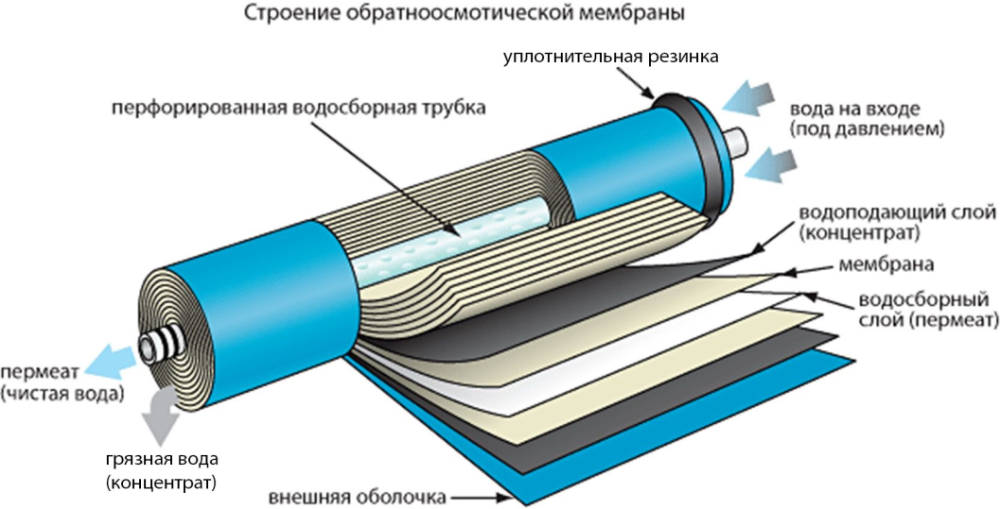 Строение обратноосмотической мембраны
уплотнительная резинка
перфорированная водосборная трубка
вода на входе
(под давлением)
водоподающий слой
(концентрат)
мембрана
водосборный
слой (пермеат)
пермеат
(чистая вода)
грязная вода
(концентрат)
внешняя оболочка